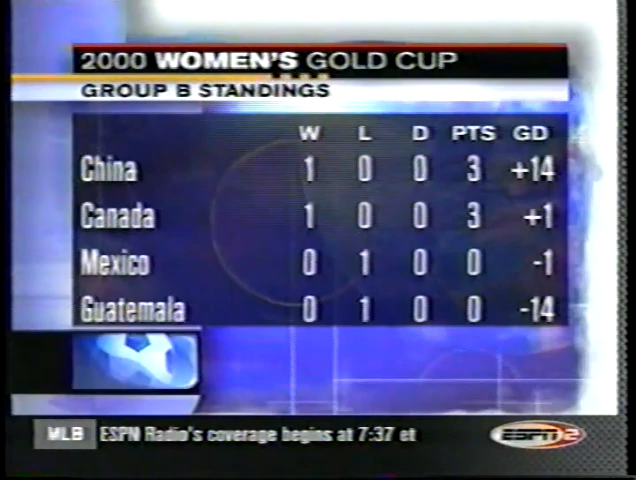 2000 WOMEN'S GOLD CUP
GROUP B STANDINGS
W L D PTS GD
China 1 0 0 3 +14
Canada 1 0 0 3 +1
Mexico 0 1 0 0 -1
Guatemala 0 1 0 0 -14
MLB ESPN Radio's coverage begins at 7:37 et ESPN2